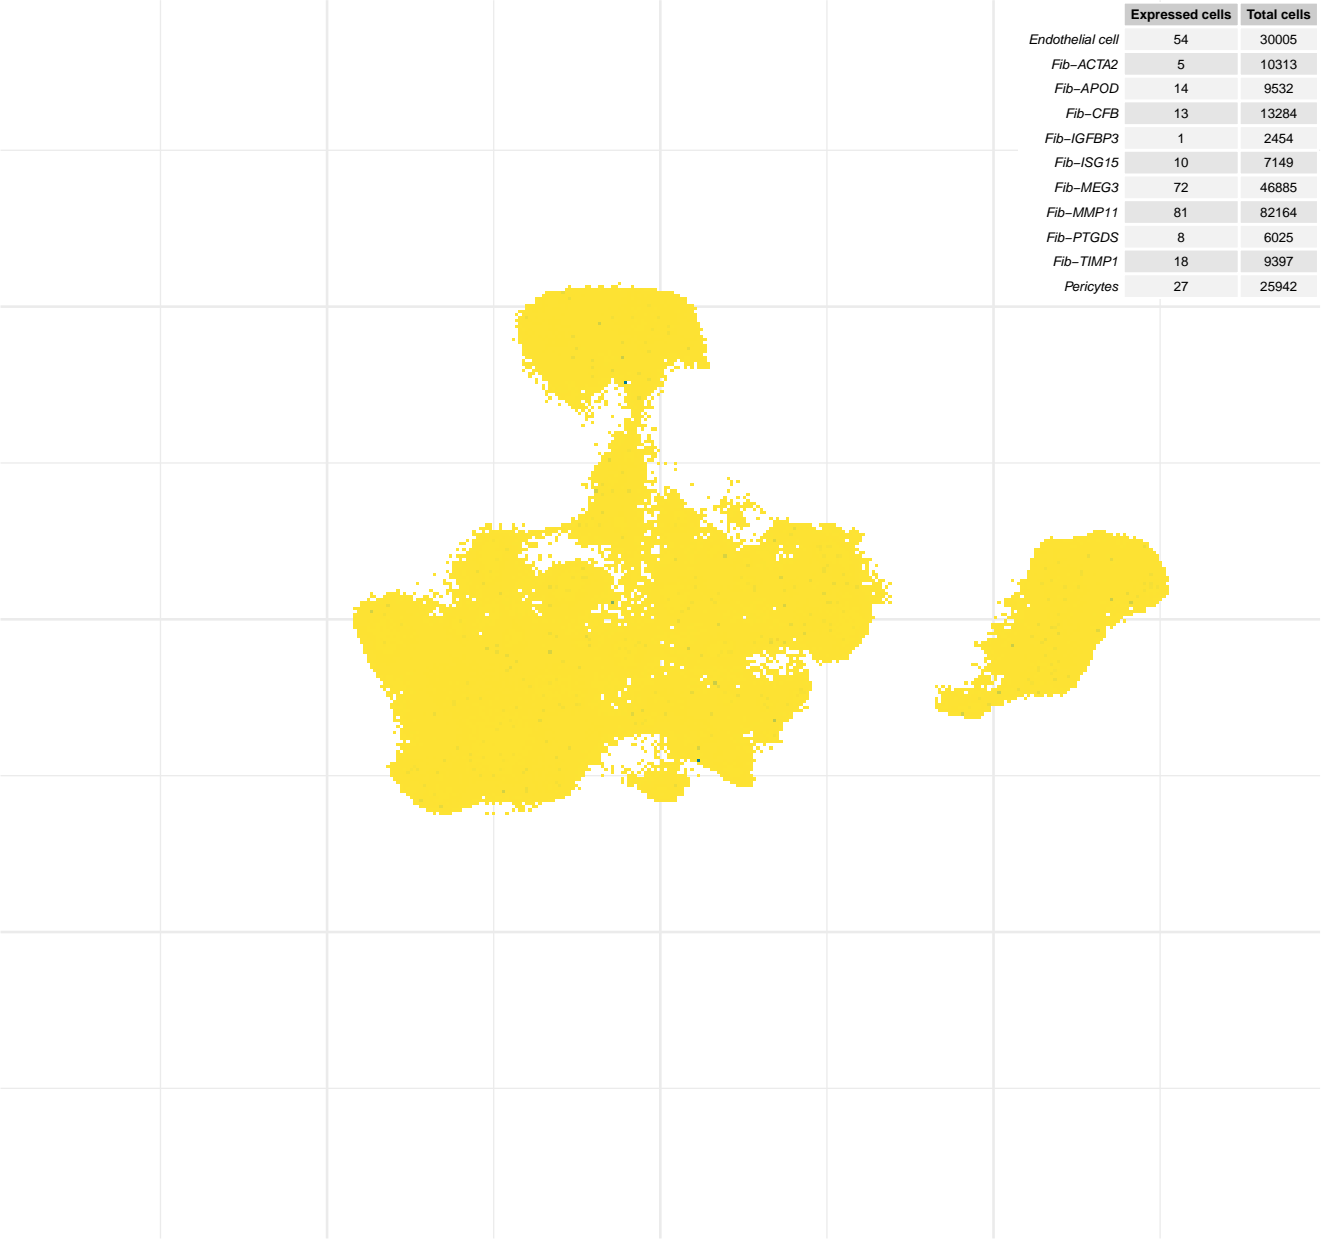 Expressed cells Total cells
Endothelial cell 54 30005
Fib−ACTA2 5 10313
Fib−APOD 14 9532
Fib−CFB 13 13284
Fib−IGFBP3 1 2454
Fib−ISG15 10 7149
Fib−MEG3 72 46885
Fib−MMP11 81 82164
Fib−PTGDS 8 6025
Fib−TIMP1 18 9397
Pericytes 27 25942